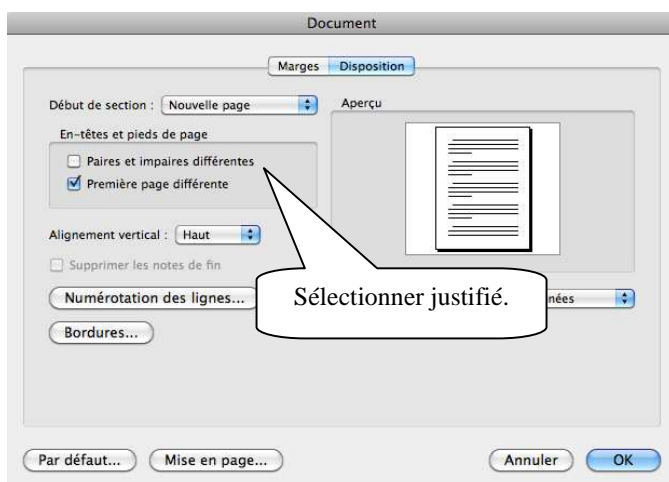 Document
Marges Disposition
Début de section : Nouvelle page
Aperçu
En-têtes et pieds de page
Paires et impaires différentes
Première page différente
Alignement vertical : Haut
Supprimer les notes de fin
Sélectionner justifié.
Numérotation des lignes...
nées
Bordures...
Par défaut... Mise en page... Annuler OK